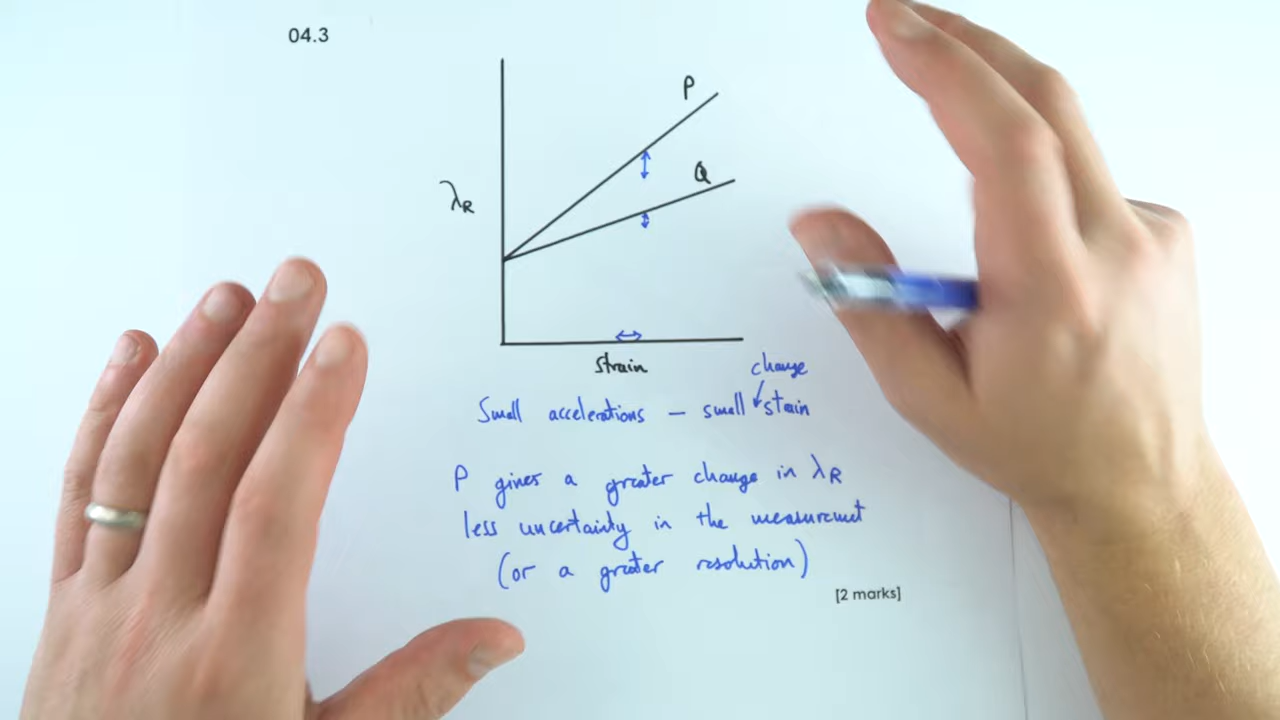 04.3
P
Q
λR
strain
change
Small accelerations – small strain
P gives a greater change in λR
less uncertainty in the measuremet
(or a greater resolution)
[2 marks]